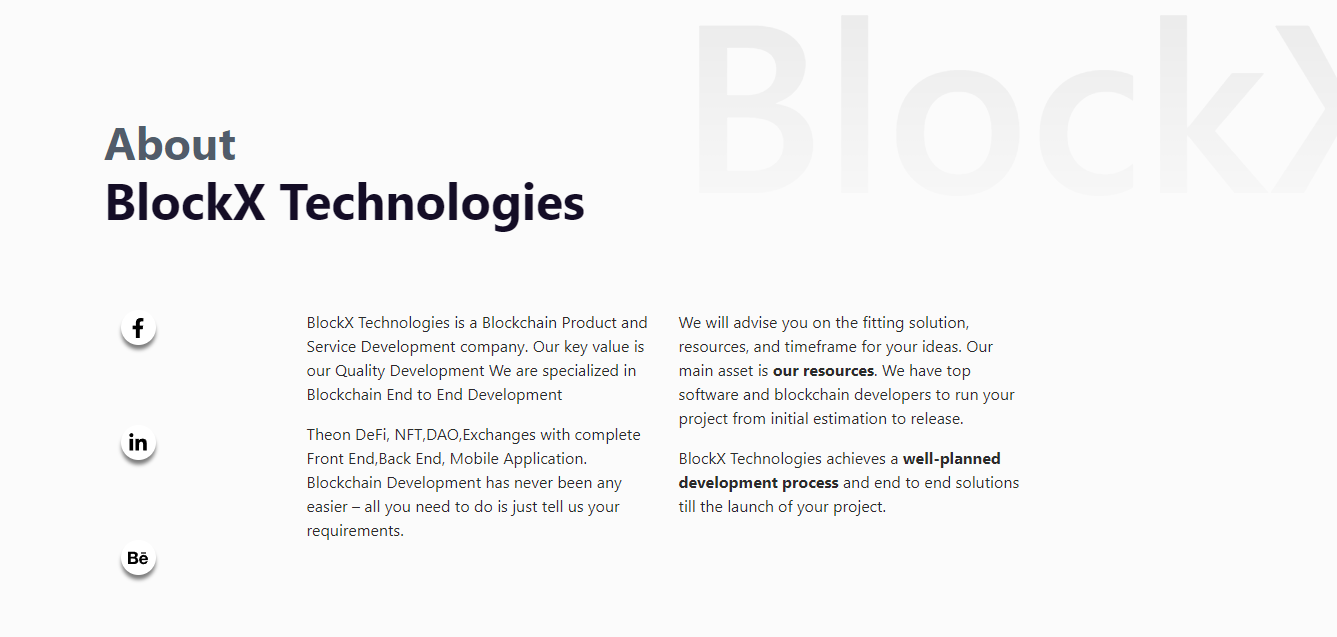 BlockX
About
BlockX Technologies
f
in
Bē
BlockX Technologies is a Blockchain Product and
Service Development company. Our key value is
our Quality Development We are specialized in
Blockchain End to End Development
Theon DeFi, NFT,DAO,Exchanges with complete
Front End,Back End, Mobile Application.
Blockchain Development has never been any
easier – all you need to do is just tell us your
requirements.
We will advise you on the fitting solution,
resources, and timeframe for your ideas. Our
main asset is our resources. We have top
software and blockchain developers to run your
project from initial estimation to release.
BlockX Technologies achieves a well-planned
development process and end to end solutions
till the launch of your project.